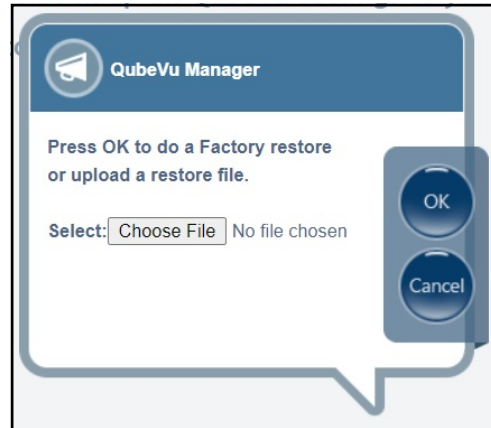 QubeVu Manager
Press OK to do a Factory restore
or upload a restore file.
Select: Choose File No file chosen
OK
Cancel